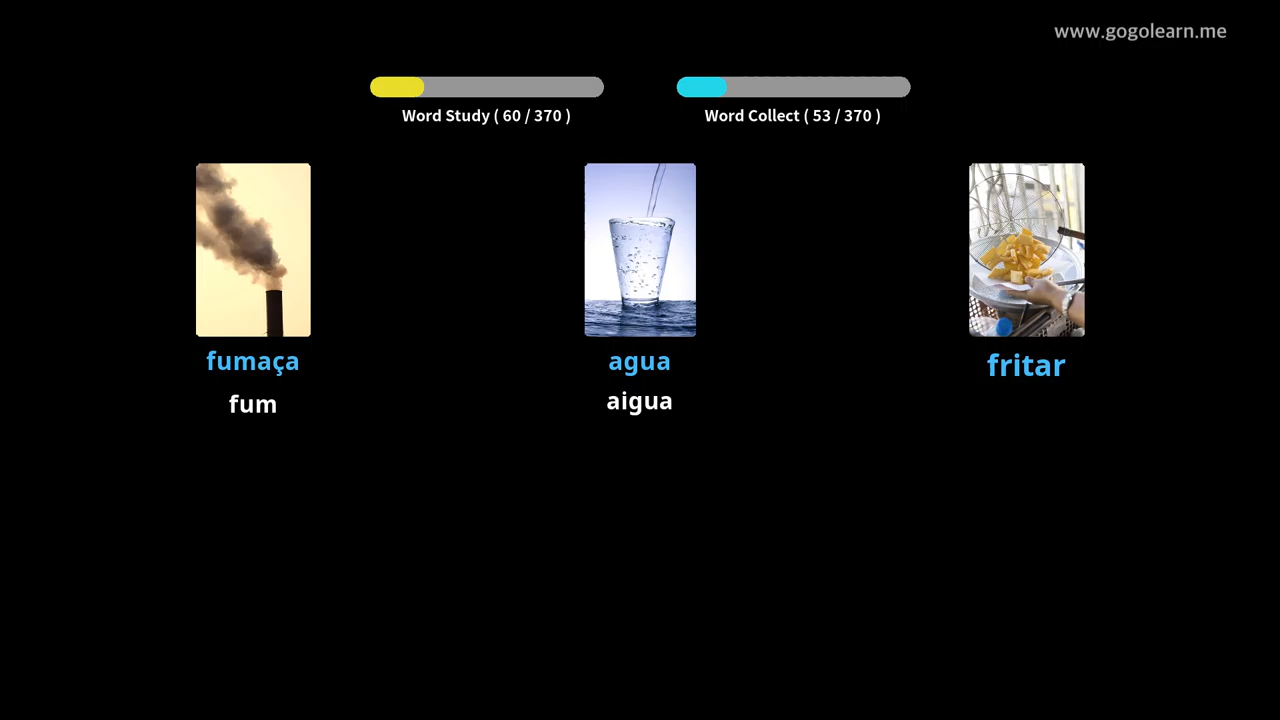 www.gogolearn.me
Word Study ( 60 / 370 )
Word Collect ( 53 / 370 )
fumaça
agua
fritar
fum
aigua